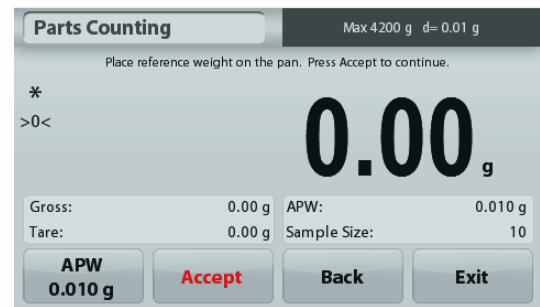 Parts Counting
Max 4200 g d= 0.01 g
Place reference weight on the pan. Press Accept to continue.
*
>0<
0.00 g
Gross: 0.00 g APW: 0.010 g
Tare: 0.00 g Sample Size: 10
APW
0.010 g
Accept
Back
Exit